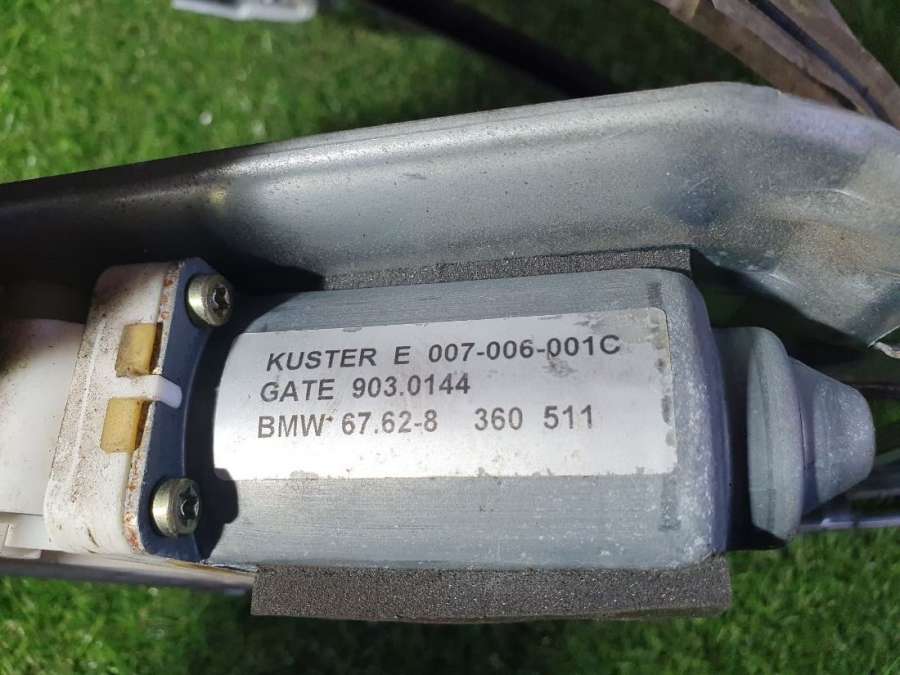 KUSTER E 007-006-001C
GATE 903.0144
BMW 67.62-8 360 511